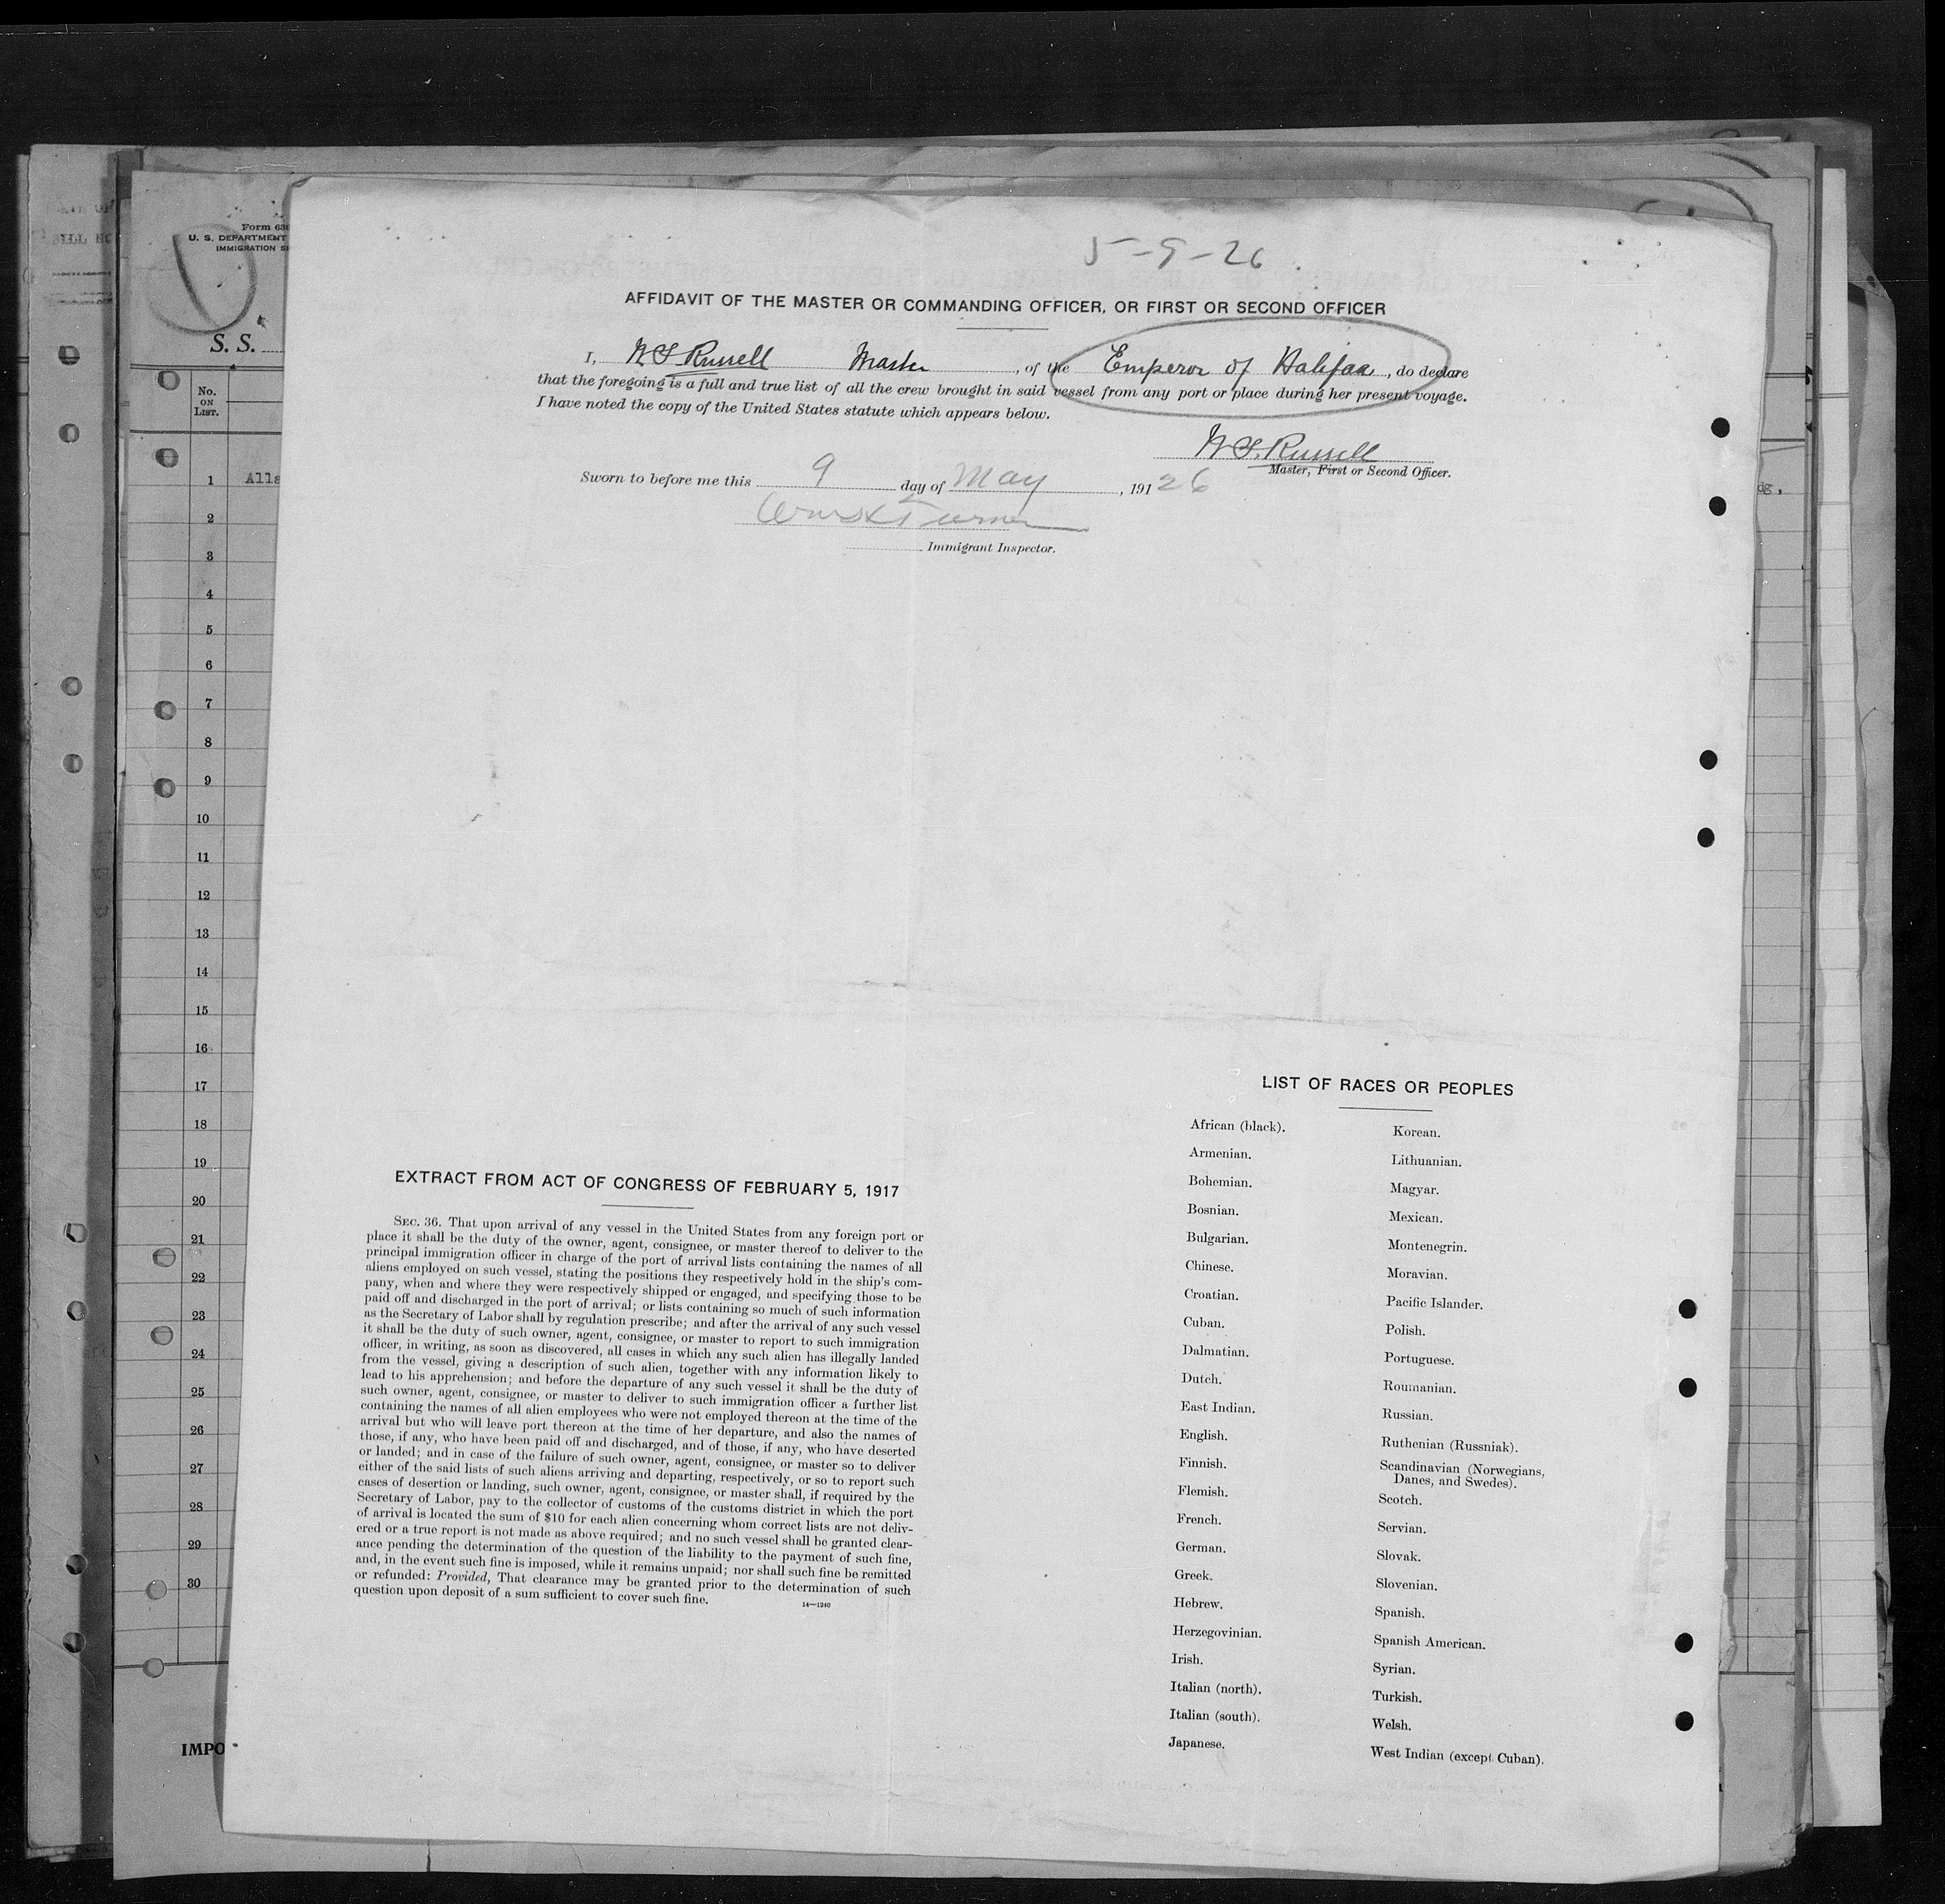 5-9-26
AFFIDAVIT OF THE MASTER OR COMMANDING OFFICER, OR FIRST OR SECOND OFFICER
I, W S Russell Master, of the Emperor of Halifax, do declare
that the foregoing is a full and true list of all the crew brought in said vessel from any port or place during her present voyage.
I have noted the copy of the United States statute which appears below.
W S. Russell
Master, First or Second Officer.
Sworn to before me this 9 day of May, 191 26
Turner
Immigrant Inspector.
EXTRACT FROM ACT OF CONGRESS OF FEBRUARY 5, 1917
SEC. 36. That upon arrival of any vessel in the United States from any foreign port or
place it shall be the duty of the owner, agent, consignee, or master thereof to deliver to the
principal immigration officer in charge of the port of arrival lists containing the names of all
aliens employed on such vessel, stating the positions they respectively hold in the ship's com-
pany, when and where they were respectively shipped or engaged, and specifying those to be
paid off and discharged in the port of arrival; or lists containing so much of such information
as the Secretary of Labor shall by regulation prescribe; and after the arrival of any such vessel
it shall be the duty of such owner, agent, consignee, or master to report to such immigration
officer, in writing, as soon as discovered, all cases in which any such alien has illegally landed
from the vessel, giving a description of such alien, together with any information likely to
lead to his apprehension; and before the departure of any such vessel it shall be the duty of
such owner, agent, consignee, or master to deliver to such immigration officer a further list
containing the names of all alien employees who were not employed thereon at the time of the
arrival but who will leave port thereon at the time of her departure, and also the names of
those, if any, who have been paid off and discharged, and of those, if any, who have deserted
or landed; and in case of the failure of such owner, agent, consignee, or master so to deliver
either of the said lists of such aliens arriving and departing, respectively, or so to report such
cases of desertion or landing, such owner, agent, consignee, or master shall, if required by the
Secretary of Labor, pay to the collector of customs of the customs district in which the port
of arrival is located the sum of $10 for each alien concerning whom correct lists are not deliv-
ered or a true report is not made as above required; and no such vessel shall be granted clear-
ance pending the determination of the question of the liability to the payment of such fine,
and, in the event such fine is imposed, while it remains unpaid; nor shall such fine be remitted
or refunded: Provided, That clearance may be granted prior to the determination of such
question upon deposit of a sum sufficient to cover such fine.
14—1240
LIST OF RACES OR PEOPLES
African (black).
Armenian.
Bohemian.
Bosnian.
Bulgarian.
Chinese.
Croatian.
Cuban.
Dalmatian.
Dutch.
East Indian.
English.
Finnish.
Flemish.
French.
German.
Greek.
Hebrew.
Herzegovinian.
Irish.
Italian (north).
Italian (south).
Japanese.
Korean.
Lithuanian.
Magyar.
Mexican.
Montenegrin.
Moravian.
Pacific Islander.
Polish.
Portuguese.
Roumanian.
Russian.
Ruthenian (Russniak).
Scandinavian (Norwegians,
Danes, and Swedes).
Scotch.
Servian.
Slovak.
Slovenian.
Spanish.
Spanish American.
Syrian.
Turkish.
Welsh.
West Indian (except Cuban).
Form 680
U. S. DEPARTMENT
IMMIGRATION S
S. S.
No.
ON
LIST.
1 Alla
2
3
4
5
6
7
8
9
10
11
12
13
14
15
16
17
18
19
20
21
22
23
24
25
26
27
28
29
30
IMPO
dg,